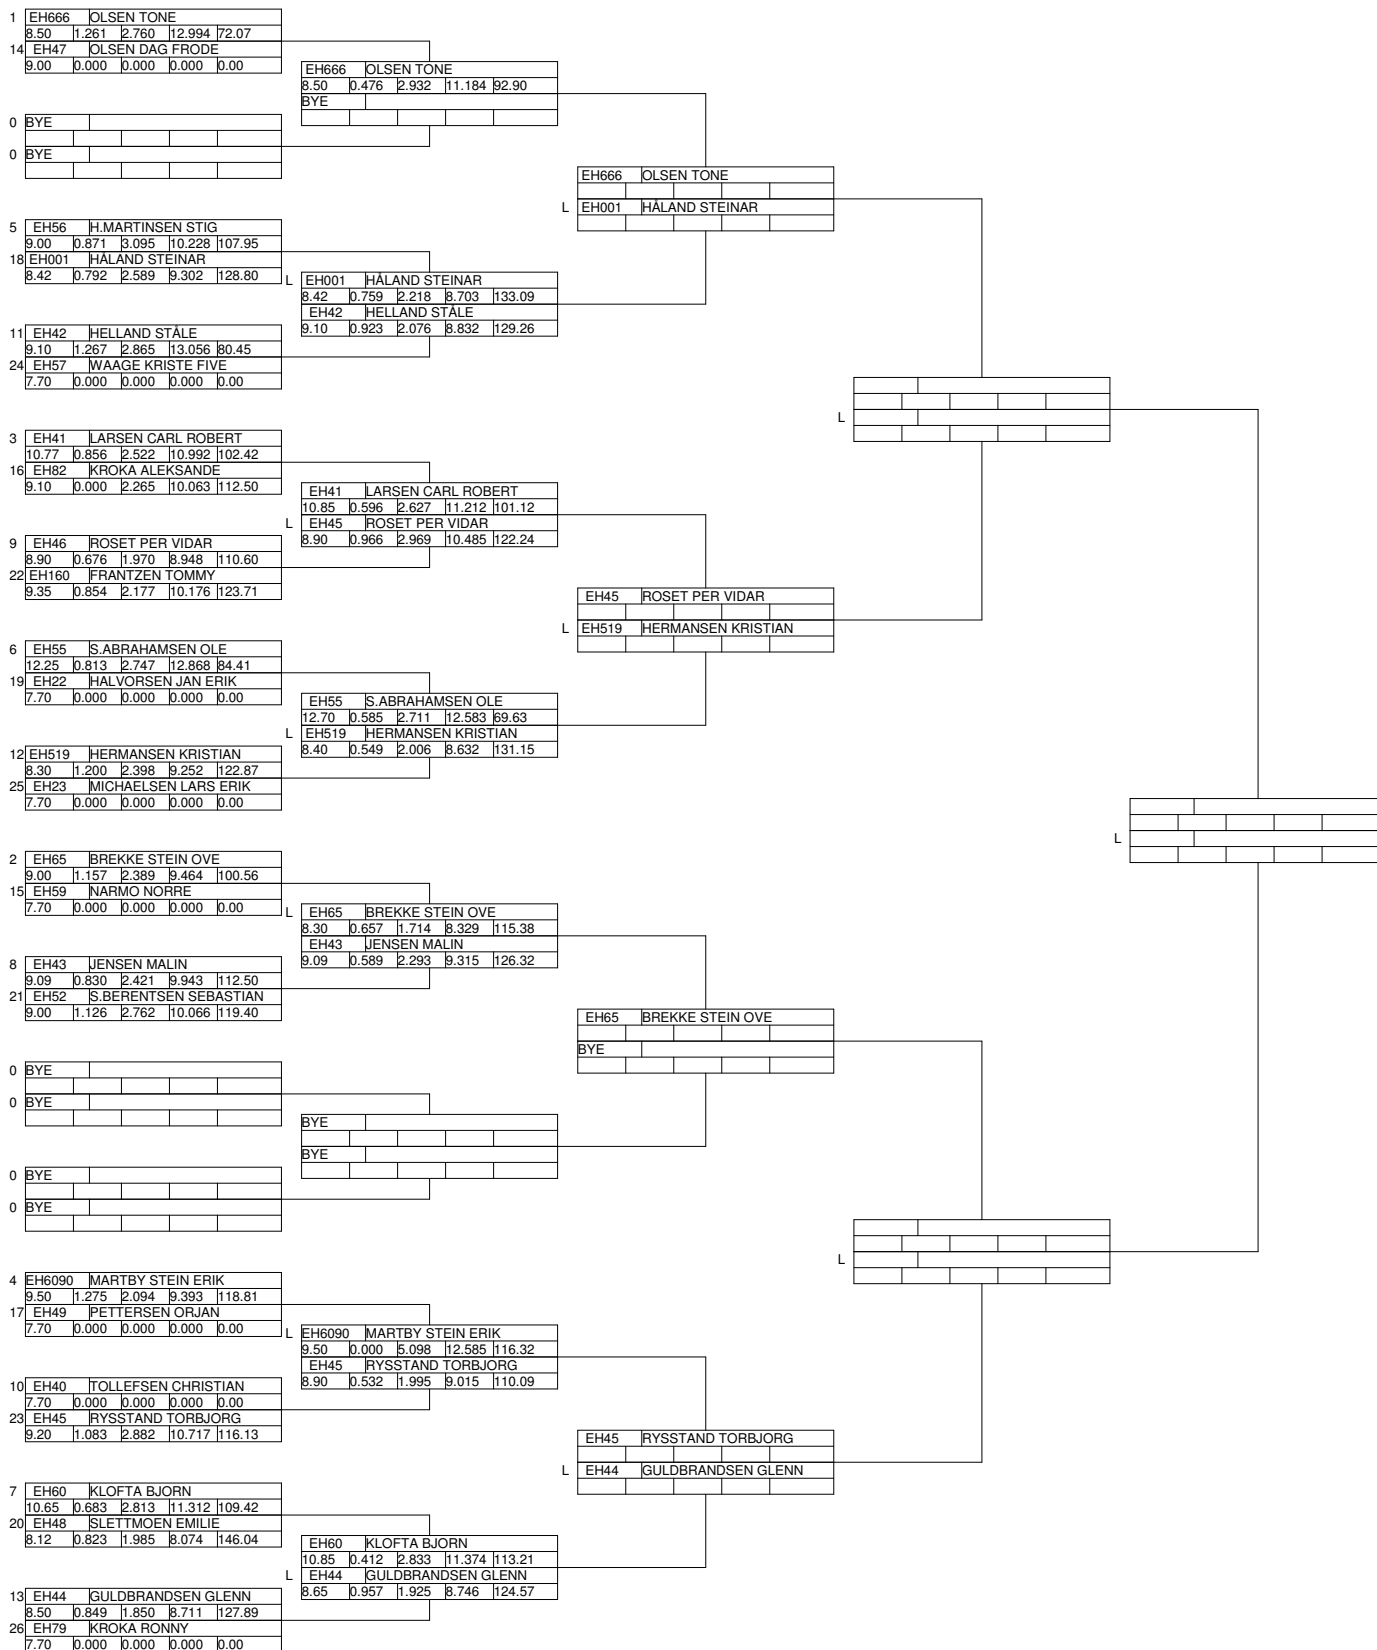 1 EH666 OLSEN TONE
8.50 1.261 2.760 12.994 72.07
14 EH47 OLSEN DAG FRODE
9.00 0.000 0.000 0.000 0.00
0 BYE
0 BYE
5 EH56 H.MARTINSEN STIG
9.00 0.871 3.095 10.228 107.95
18 EH001 HÅLAND STEINAR
8.42 0.792 2.589 9.302 128.80
11 EH42 HELLAND STÅLE
9.10 1.267 2.865 13.056 80.45
24 EH57 WAAGE KRISTE FIVE
7.70 0.000 0.000 0.000 0.00
3 EH41 LARSEN CARL ROBERT
10.77 0.856 2.522 10.992 102.42
16 EH82 KROKA ALEKSANDE
9.10 0.000 2.265 10.063 112.50
9 EH46 ROSET PER VIDAR
8.90 0.676 1.970 8.948 110.60
22 EH160 FRANTZEN TOMMY
9.35 0.854 2.177 10.176 123.71
6 EH55 S.ABRAHAMSEN OLE
12.25 0.813 2.747 12.868 84.41
19 EH22 HALVORSEN JAN ERIK
7.70 0.000 0.000 0.000 0.00
12 EH519 HERMANSEN KRISTIAN
8.30 1.200 2.398 9.252 122.87
25 EH23 MICHAELSEN LARS ERIK
7.70 0.000 0.000 0.000 0.00
2 EH65 BREKKE STEIN OVE
9.00 1.157 2.389 9.464 100.56
15 EH59 NARMO NORRE
7.70 0.000 0.000 0.000 0.00
8 EH43 JENSEN MALIN
9.09 0.830 2.421 9.943 112.50
21 EH52 S.BERENTSEN SEBASTIAN
9.00 1.126 2.762 10.066 119.40
0 BYE
0 BYE
0 BYE
0 BYE
4 EH6090 MARTBY STEIN ERIK
9.50 1.275 2.094 9.393 118.81
17 EH49 PETTERSEN ORJAN
7.70 0.000 0.000 0.000 0.00
10 EH40 TOLLEFSEN CHRISTIAN
7.70 0.000 0.000 0.000 0.00
23 EH45 RYSSTAND TORBJORG
9.20 1.083 2.882 10.717 116.13
7 EH60 KLOFTA BJORN
10.65 0.683 2.813 11.312 109.42
20 EH48 SLETTMOEN EMILIE
8.12 0.823 1.985 8.074 146.04
13 EH44 GULDBRANDSEN GLENN
8.50 0.849 1.850 8.711 127.89
26 EH79 KROKA RONNY
7.70 0.000 0.000 0.000 0.00
EH666 OLSEN TONE
8.50 0.476 2.932 11.184 92.90
BYE
L EH001 HÅLAND STEINAR
8.42 0.759 2.218 8.703 133.09
EH42 HELLAND STÅLE
9.10 0.923 2.076 8.832 129.26
EH41 LARSEN CARL ROBERT
10.85 0.596 2.627 11.212 101.12
L EH45 ROSET PER VIDAR
8.90 0.966 2.969 10.485 122.24
EH55 S.ABRAHAMSEN OLE
12.70 0.585 2.711 12.583 69.63
L EH519 HERMANSEN KRISTIAN
8.40 0.549 2.006 8.632 131.15
L EH65 BREKKE STEIN OVE
8.30 0.657 1.714 8.329 115.38
EH43 JENSEN MALIN
9.09 0.589 2.293 9.315 126.32
BYE
BYE
L EH6090 MARTBY STEIN ERIK
9.50 0.000 5.098 12.585 116.32
EH45 RYSSTAND TORBJORG
8.90 0.532 1.995 9.015 110.09
EH60 KLOFTA BJORN
10.85 0.412 2.833 11.374 113.21
L EH44 GULDBRANDSEN GLENN
8.65 0.957 1.925 8.746 124.57
EH666 OLSEN TONE
L EH001 HÅLAND STEINAR
EH45 ROSET PER VIDAR
L EH519 HERMANSEN KRISTIAN
EH65 BREKKE STEIN OVE
BYE
EH45 RYSSTAND TORBJORG
L EH44 GULDBRANDSEN GLENN
L
L
L